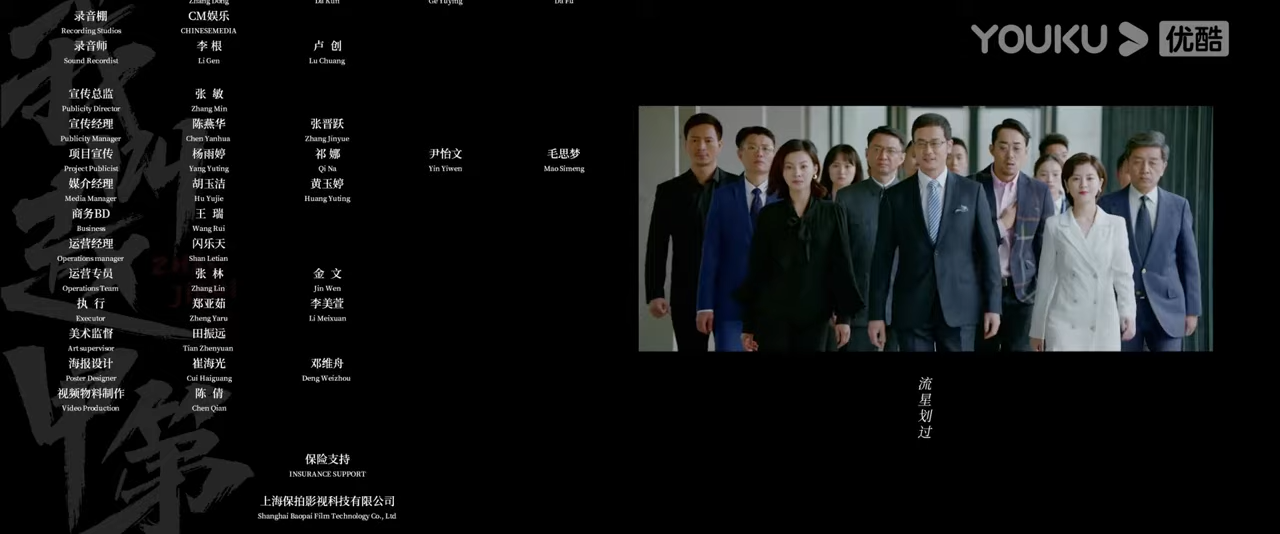 Zhang Dong Da Kun Ge Yuying Da Fu
录音棚 CM娱乐
Recording Studios CHINESEMEDIA
录音师 李根 卢创
Sound Recordist Li Gen Lu Chuang
宣传总监 张敏
Publicity Director Zhang Min
宣传经理 陈燕华 张晋跃
Publicity Manager Chen Yanhua Zhang Jinyue
项目宣传 杨雨婷 祁娜 尹怡文 毛思梦
Project Publicist Yang Yuting Qi Na Yin Yiwen Mao Simeng
媒介经理 胡玉洁 黄玉婷
Media Manager Hu Yujie Huang Yuting
商务BD 王瑞
Business Wang Rui
运营经理 闪乐天
Operations manager Shan Letian
运营专员 张林 金文
Operations Team Zhang Lin Jin Wen
执行 郑亚茹 李美萱
Executor Zheng Yaru Li Meixuan
美术监督 田振远
Art supervisor Tian Zhenyuan
海报设计 崔海光 邓维舟
Poster Designer Cui Haiguang Deng Weizhou
视频物料制作 陈倩
Video Production Chen Qian
保险支持
INSURANCE SUPPORT
上海保拍影视科技有限公司
Shanghai Baopai Film Technology Co., Ltd
YOUKU 优酷
流星划过